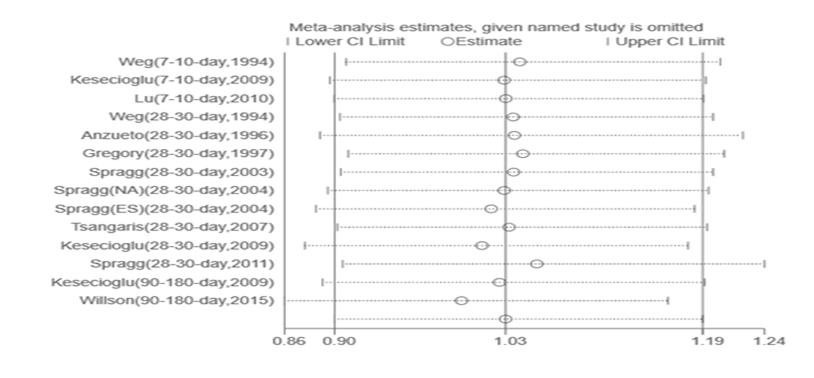 Meta-analysis estimates, given named study is omitted
| Lower CI Limit ○Estimate | Upper CI Limit
Weg(7-10-day,1994)
Kesecioglu(7-10-day,2009)
Lu(7-10-day,2010)
Weg(28-30-day,1994)
Anzueto(28-30-day,1996)
Gregory(28-30-day,1997)
Spragg(28-30-day,2003)
Spragg(NA)(28-30-day,2004)
Spragg(ES)(28-30-day,2004)
Tsangaris(28-30-day,2007)
Kesecioglu(28-30-day,2009)
Spragg(28-30-day,2011)
Kesecioglu(90-180-day,2009)
Willson(90-180-day,2015)
0.86 0.90 1.03 1.19 1.24